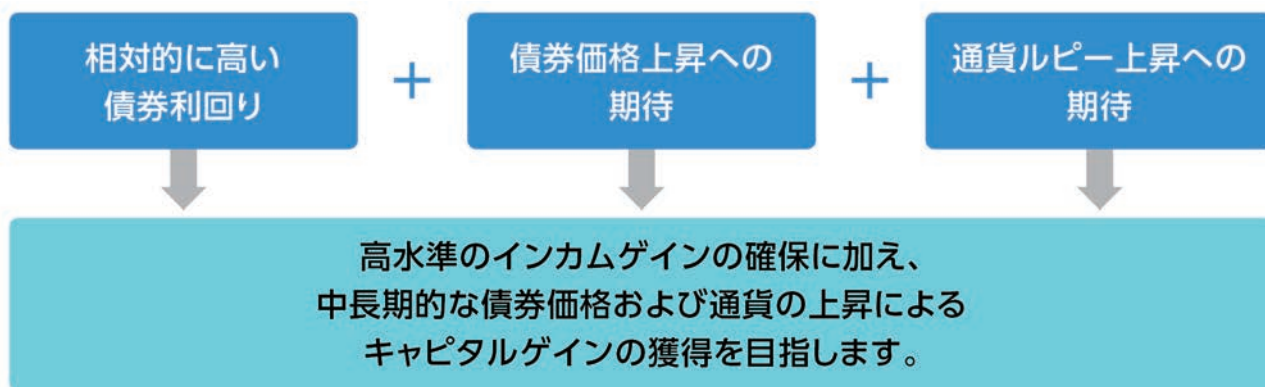 相対的に高い
債券利回り
+
債券価格上昇への
期待
+
通貨ルピー上昇への
期待
高水準のインカムゲインの確保に加え、
中長期的な債券価格および通貨の上昇による
キャピタルゲインの獲得を目指します。